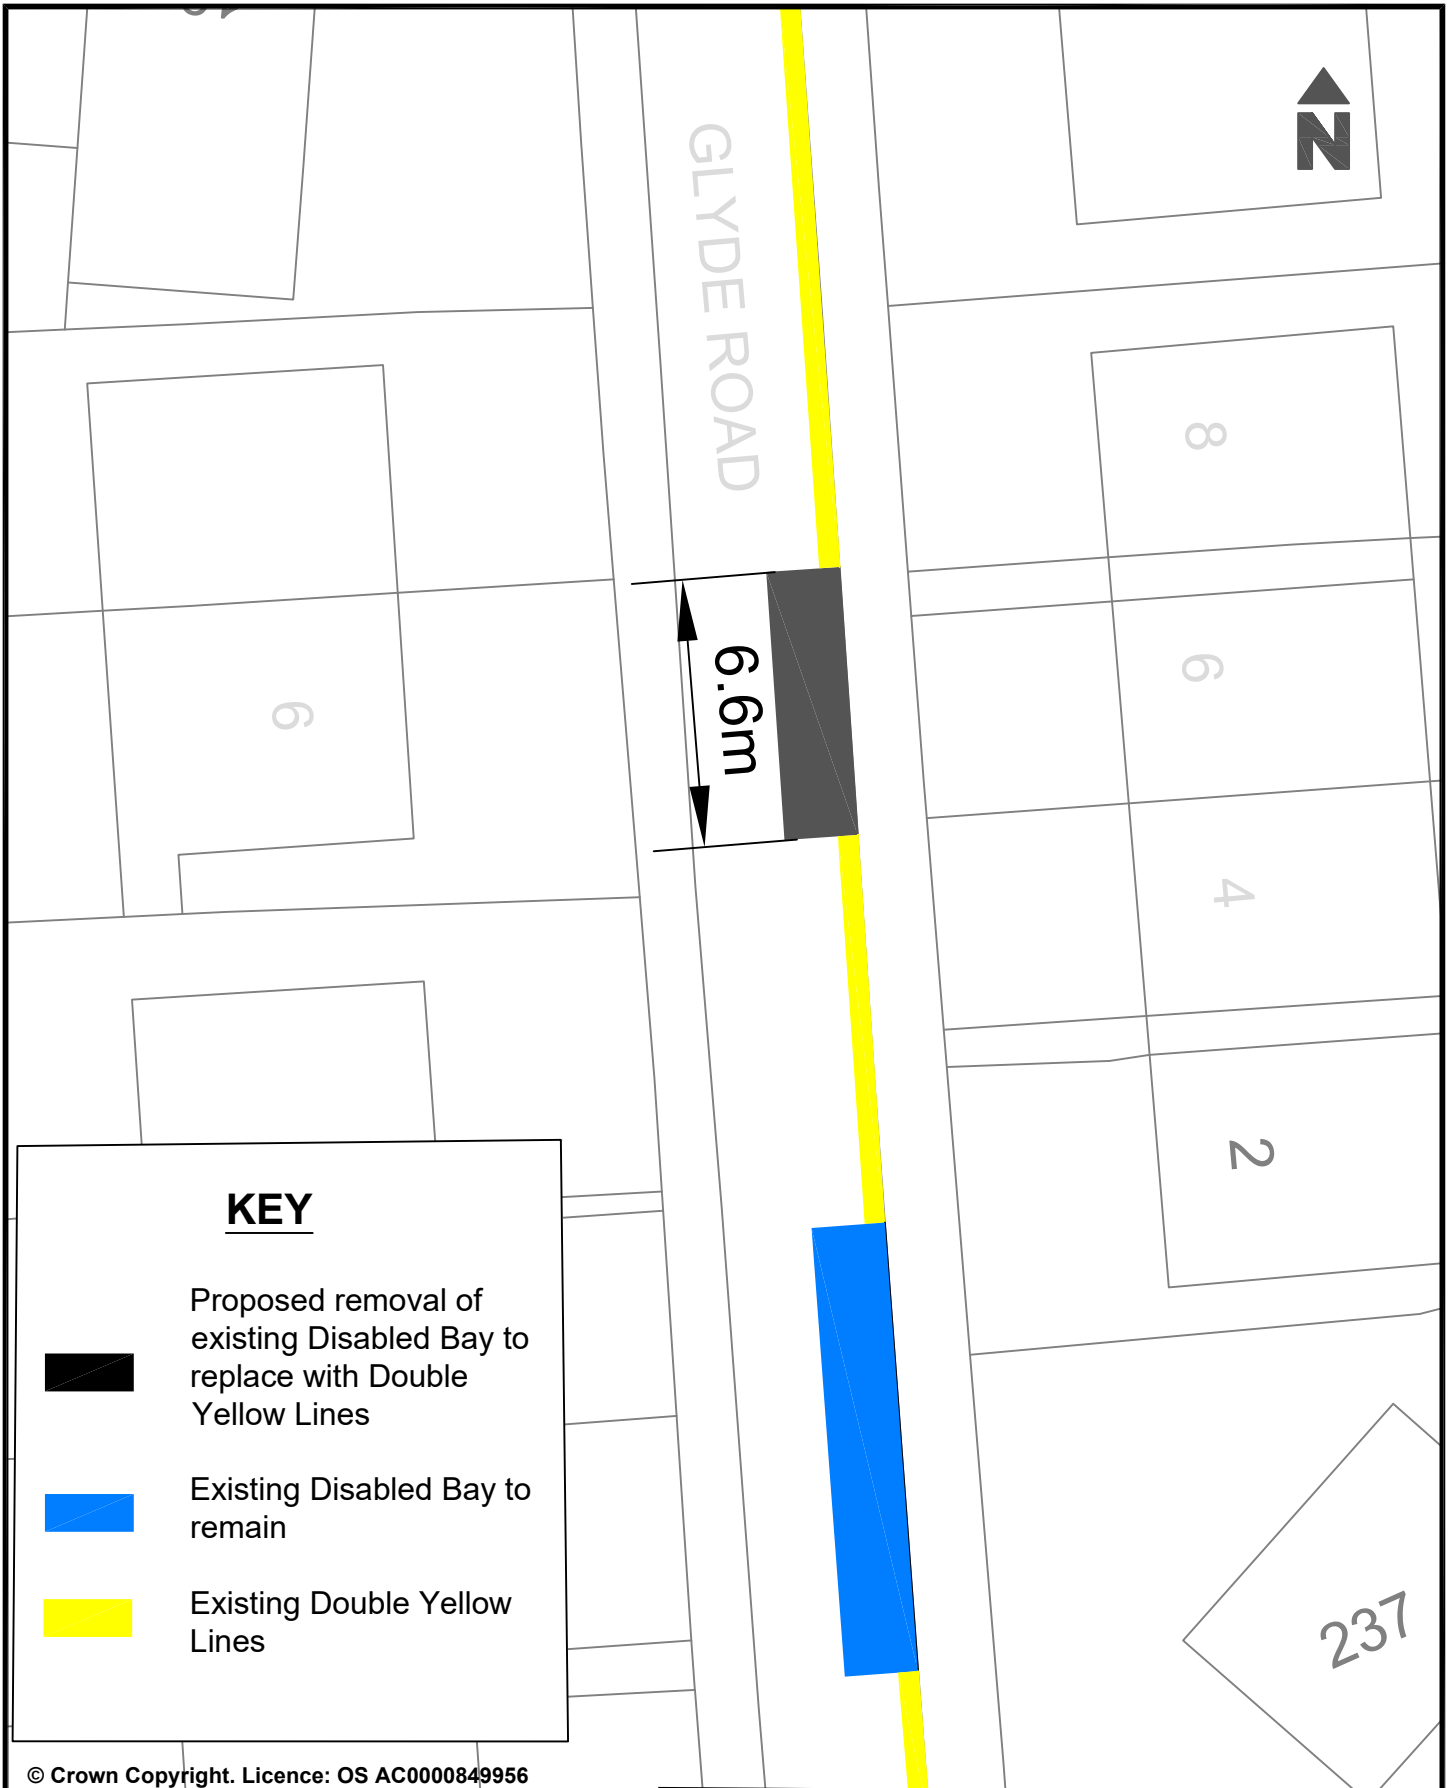 N
GLYDE ROAD
8
6.6m
6
6
4
2
KEY
Proposed removal of
existing Disabled Bay to
replace with Double
Yellow Lines
Existing Disabled Bay to
remain
Existing Double Yellow
Lines
237
© Crown Copyright. Licence: OS AC0000849956